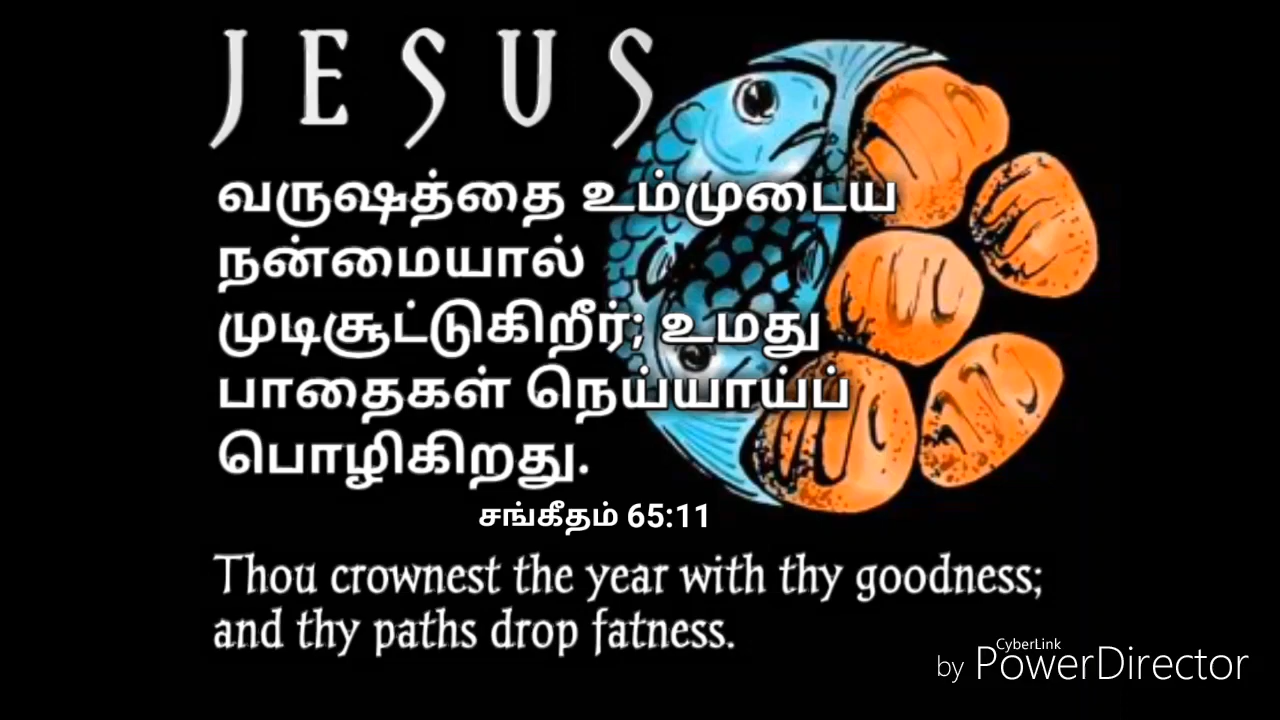 JESUS
வருஷத்தை உம்முடைய
நன்மையால்
முடிசூட்டுகிறீர்; உமது
பாதைகள் நெய்யாய்ப்
பொழிகிறது.
சங்கீதம் 65:11
Thou crownest the year with thy goodness;
and thy paths drop fatness.
CyberLink
by PowerDirector